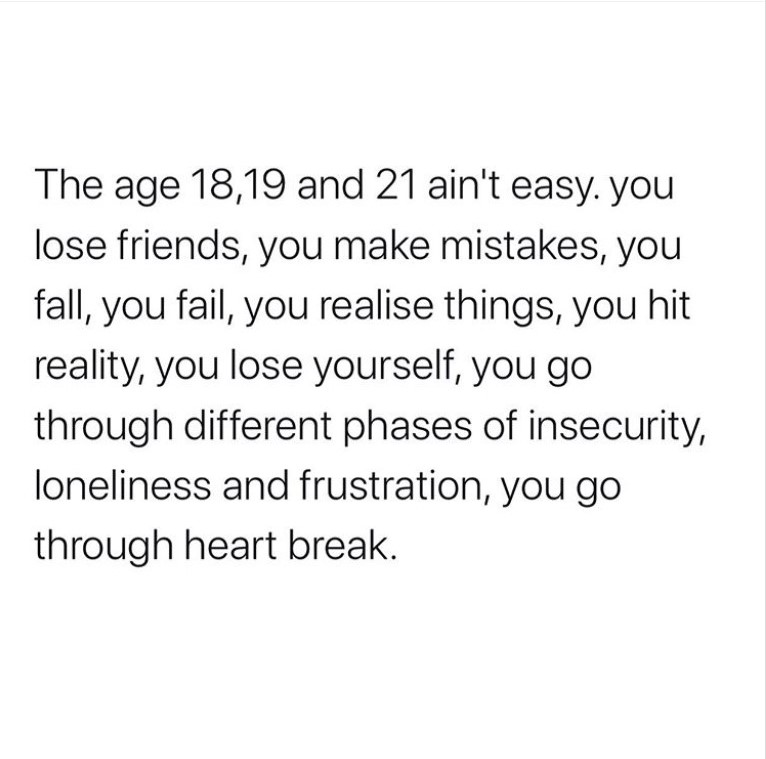 The age 18,19 and 21 ain't easy. you
lose friends, you make mistakes, you
fall, you fail, you realise things, you hit
reality, you lose yourself, you go
through different phases of insecurity,
loneliness and frustration, you go
through heart break.